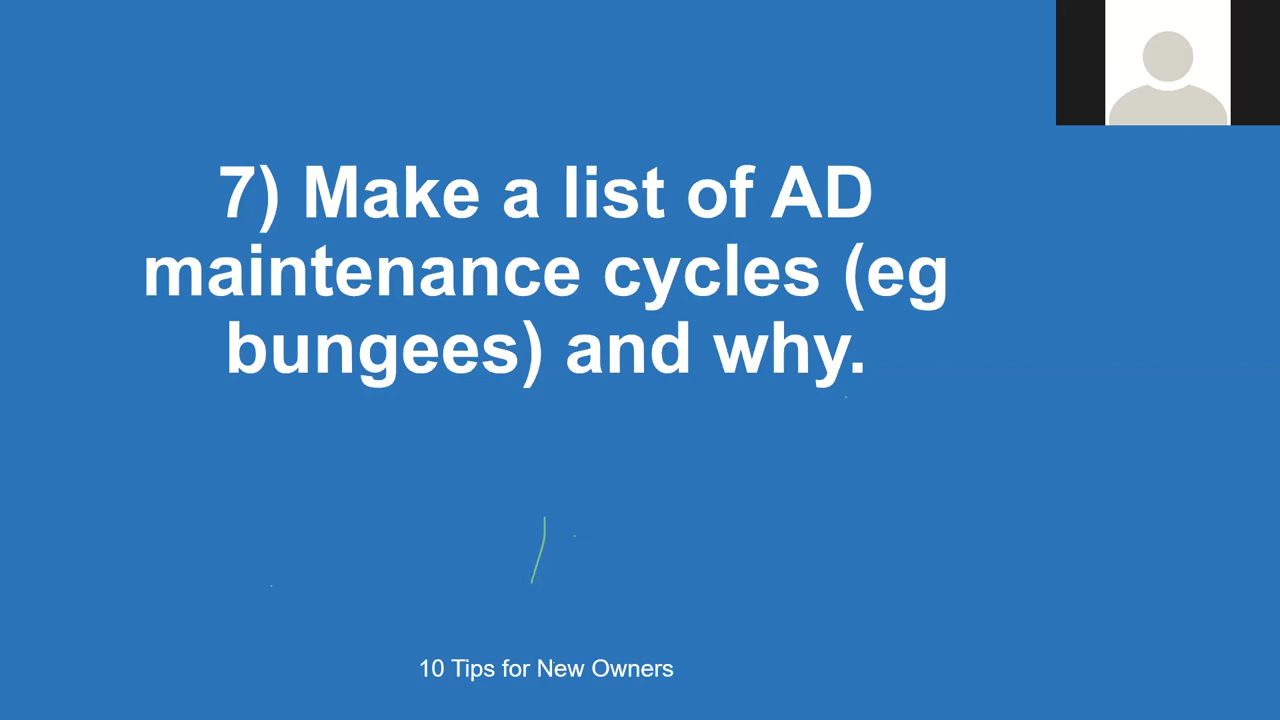 7) Make a list of AD
maintenance cycles (eg
bungees) and why.
10 Tips for New Owners